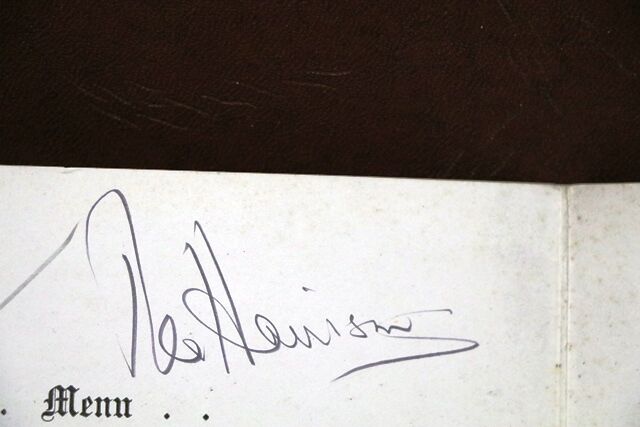 Rex Harrison
. Menu . .